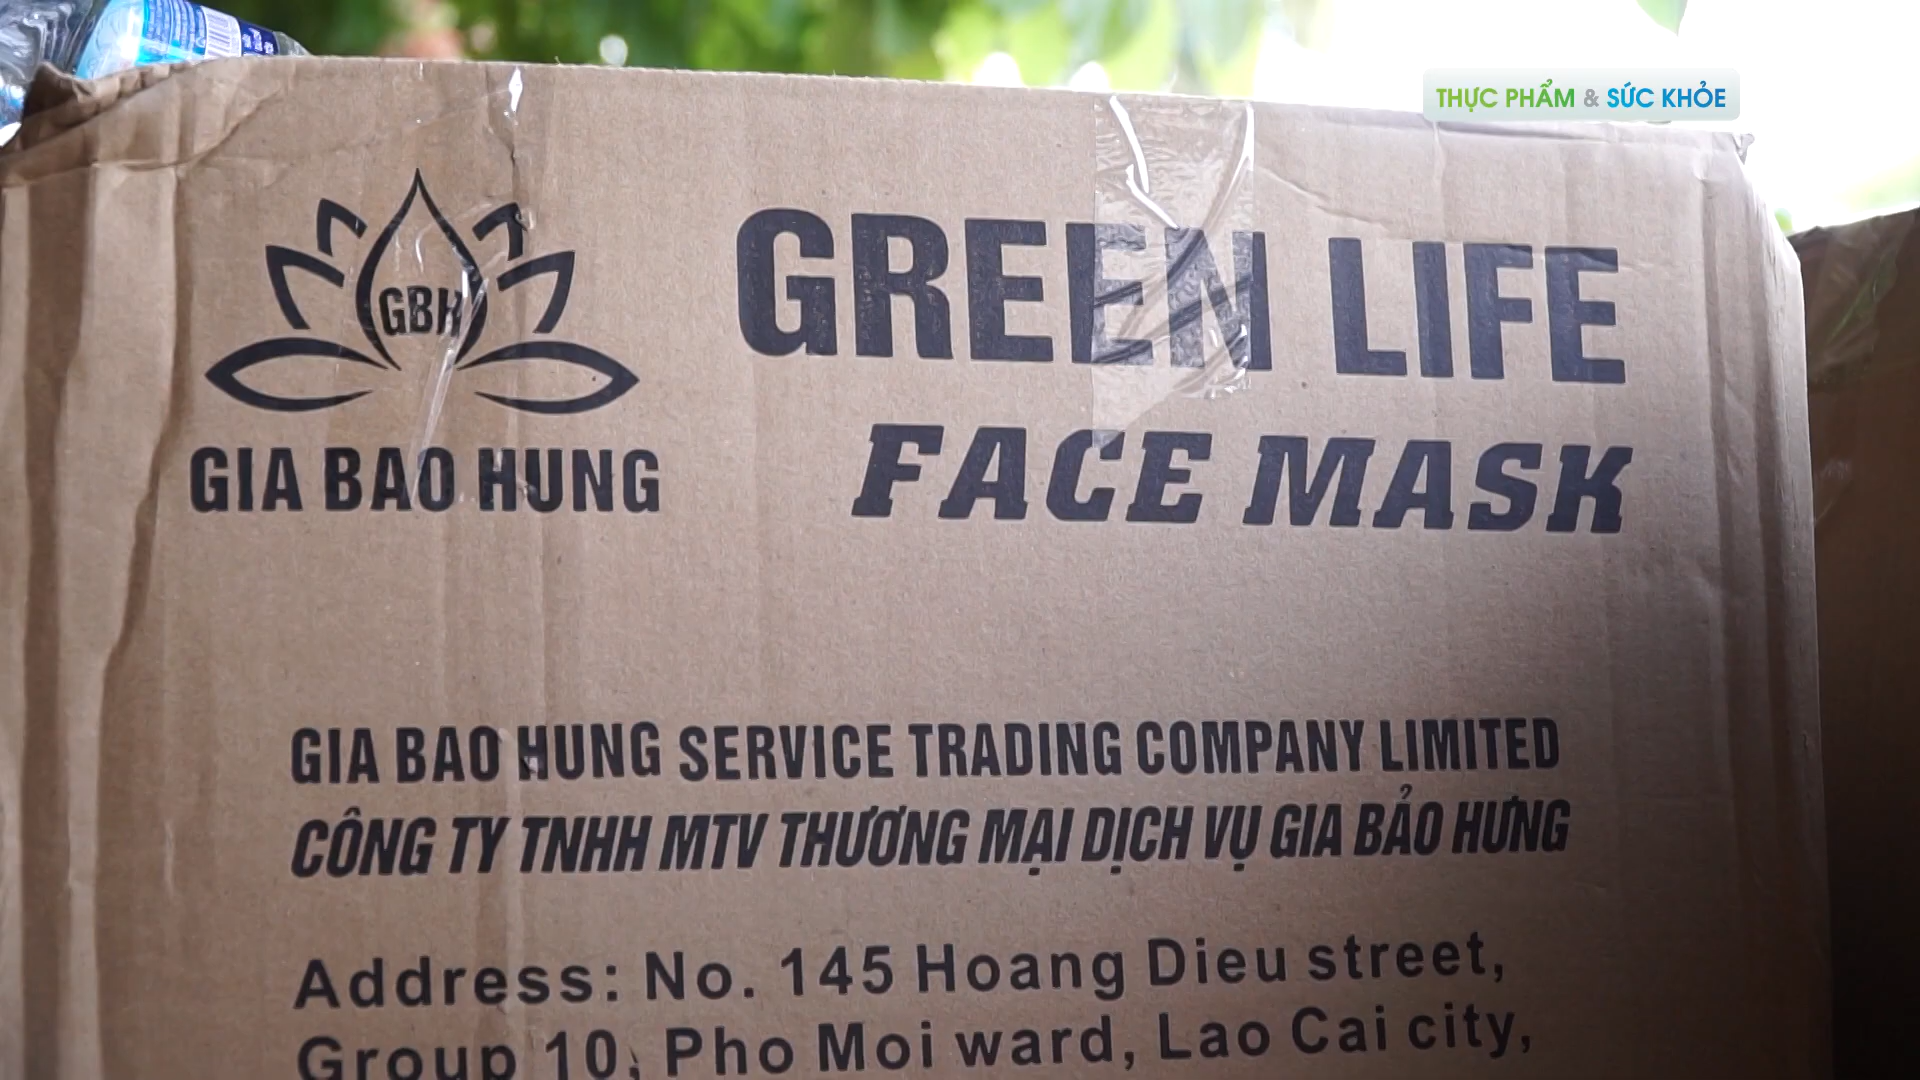 THỰC PHẨM & SỨC KHỎE
GBH
GIA BAO HUNG
GREEN LIFE
FACE MASK
GIA BAO HUNG SERVICE TRADING COMPANY LIMITED
CÔNG TY TNHH MTV THƯƠNG MẠI DỊCH VỤ GIA BẢO HƯNG
Address: No. 145 Hoang Dieu street,
Group 10, Pho Moi ward, Lao Cai city,